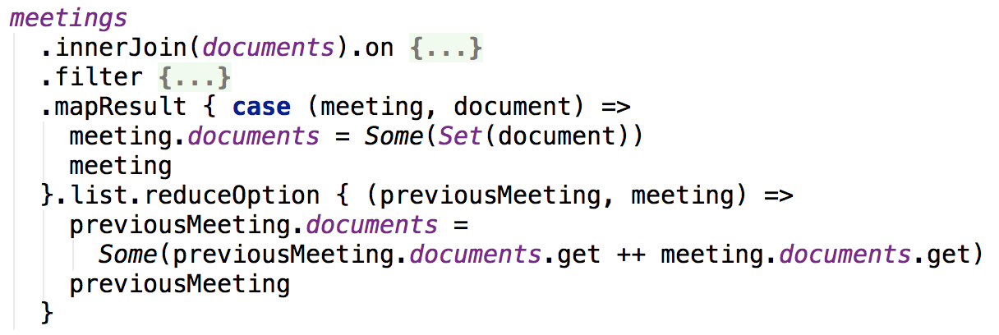 meetings
.innerJoin(documents).on {...}
.filter {...}
.mapResult { case (meeting, document) =>
meeting.documents = Some(Set(document))
meeting
}.list.reduceOption { (previousMeeting, meeting) =>
previousMeeting.documents =
Some(previousMeeting.documents.get ++ meeting.documents.get)
previousMeeting
}